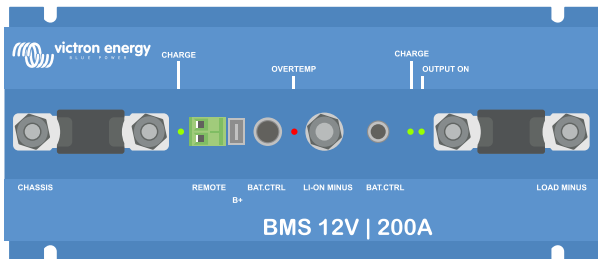 victron energy
BLUE POWER
CHARGE
OVERTEMP
CHARGE
OUTPUT ON
CHASSIS
REMOTE
B+
BAT.CTRL
LI-ON MINUS
BAT.CTRL
LOAD MINUS
BMS 12V | 200A